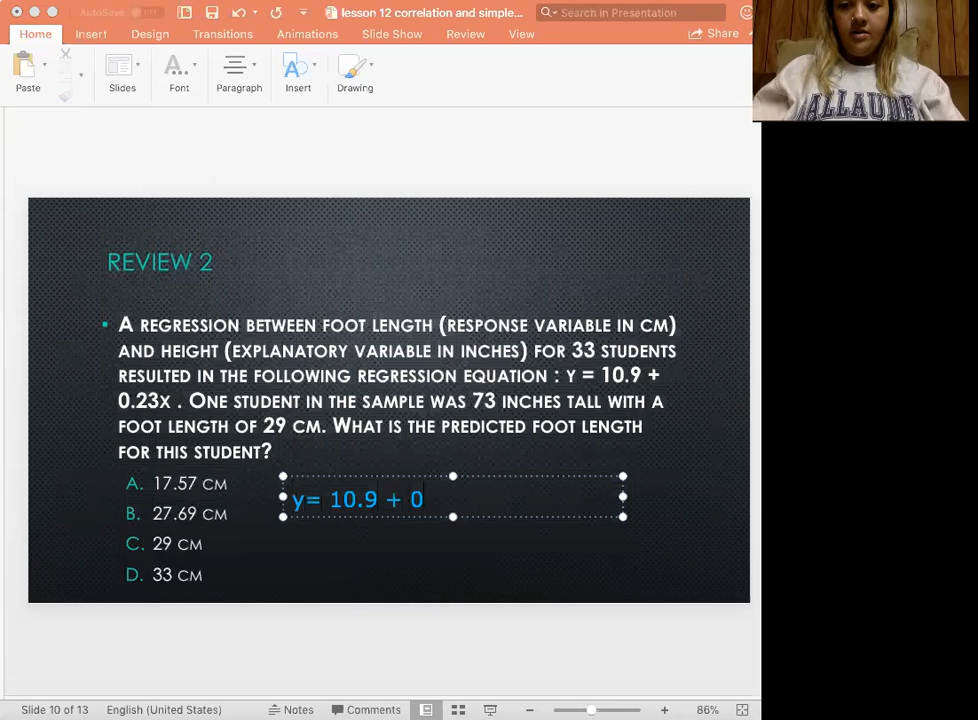 AutoSave OFF
lesson 12 correlation and simple...
Search in Presentation
Home Insert Design Transitions Animations Slide Show Review View Share
Paste Slides Font Paragraph Insert Drawing
ALLAUDE
REVIEW 2
• A REGRESSION BETWEEN FOOT LENGTH (RESPONSE VARIABLE IN CM)
AND HEIGHT (EXPLANATORY VARIABLE IN INCHES) FOR 33 STUDENTS
RESULTED IN THE FOLLOWING REGRESSION EQUATION : Y = 10.9 +
0.23X . ONE STUDENT IN THE SAMPLE WAS 73 INCHES TALL WITH A
FOOT LENGTH OF 29 CM. WHAT IS THE PREDICTED FOOT LENGTH
FOR THIS STUDENT?
A. 17.57 CM
B. 27.69 CM
C. 29 CM
D. 33 CM
y= 10.9 + 0
Slide 10 of 13 English (United States) Notes Comments 86%